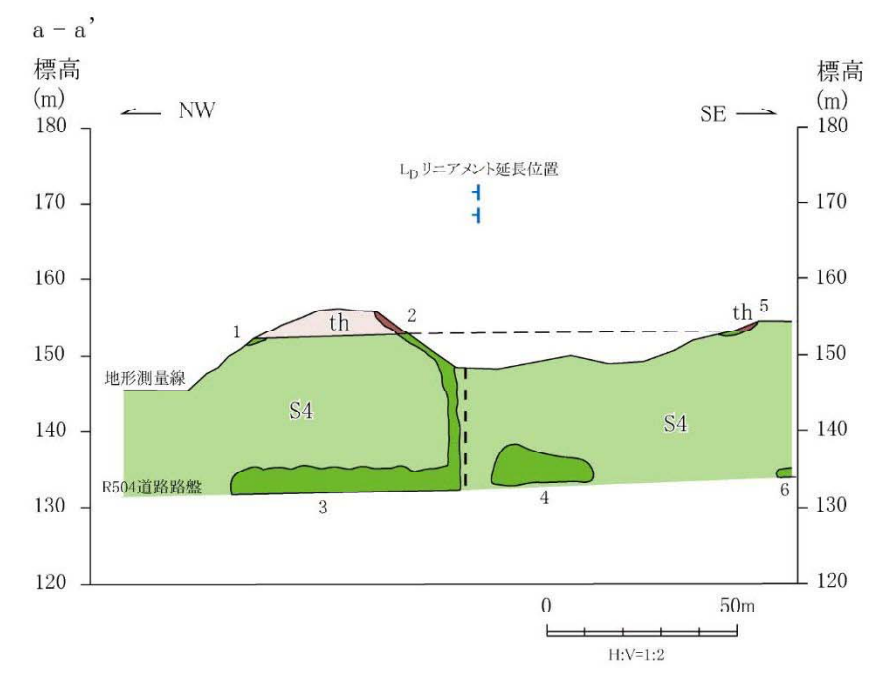 a - a’
標高
(m)
標高
(m)
NW
SE
180
180
LD リニアメント延長位置
170
170
160
160
1
th
2
th
5
150
150
地形測量線
S4
S4
140
140
R504道路路盤
130
130
3
4
6
120
120
0
50m
H:V=1:2